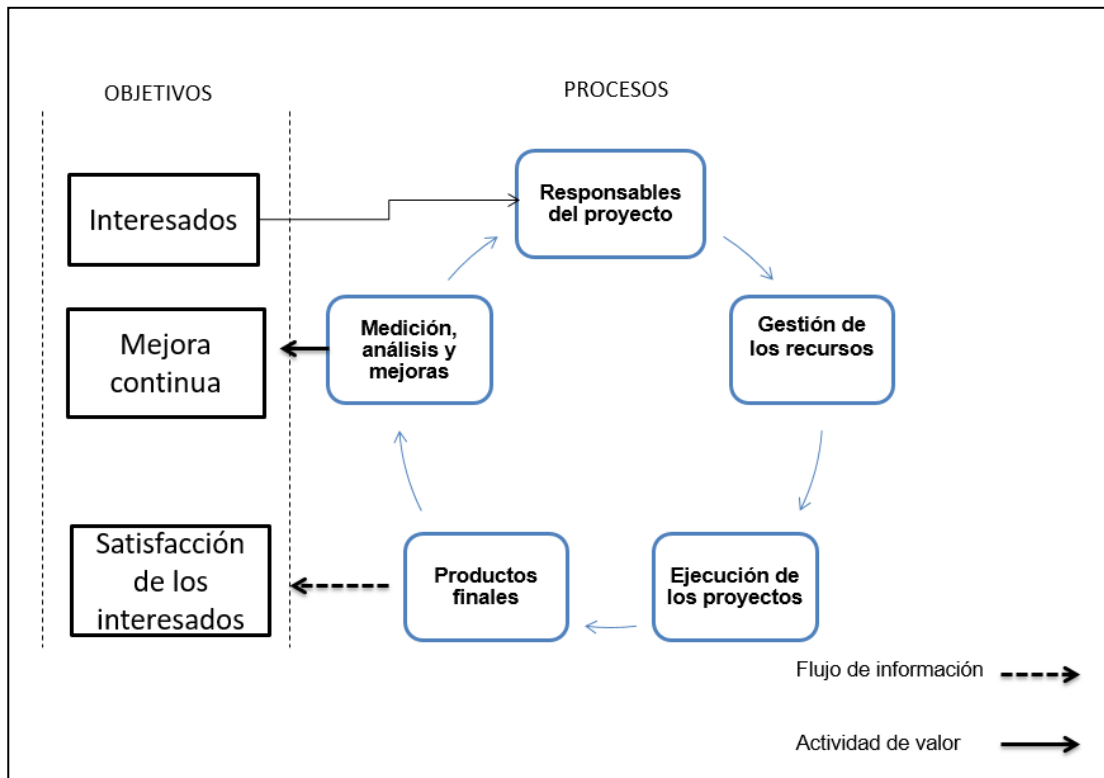 OBJETIVOS
PROCESOS
Interesados
Responsables
del proyecto
Mejora
continua
Medición,
análisis y
mejoras
Gestión de
los recursos
Satisfacción
de los
interesados
Productos
finales
Ejecución de
los proyectos
Flujo de información
Actividad de valor